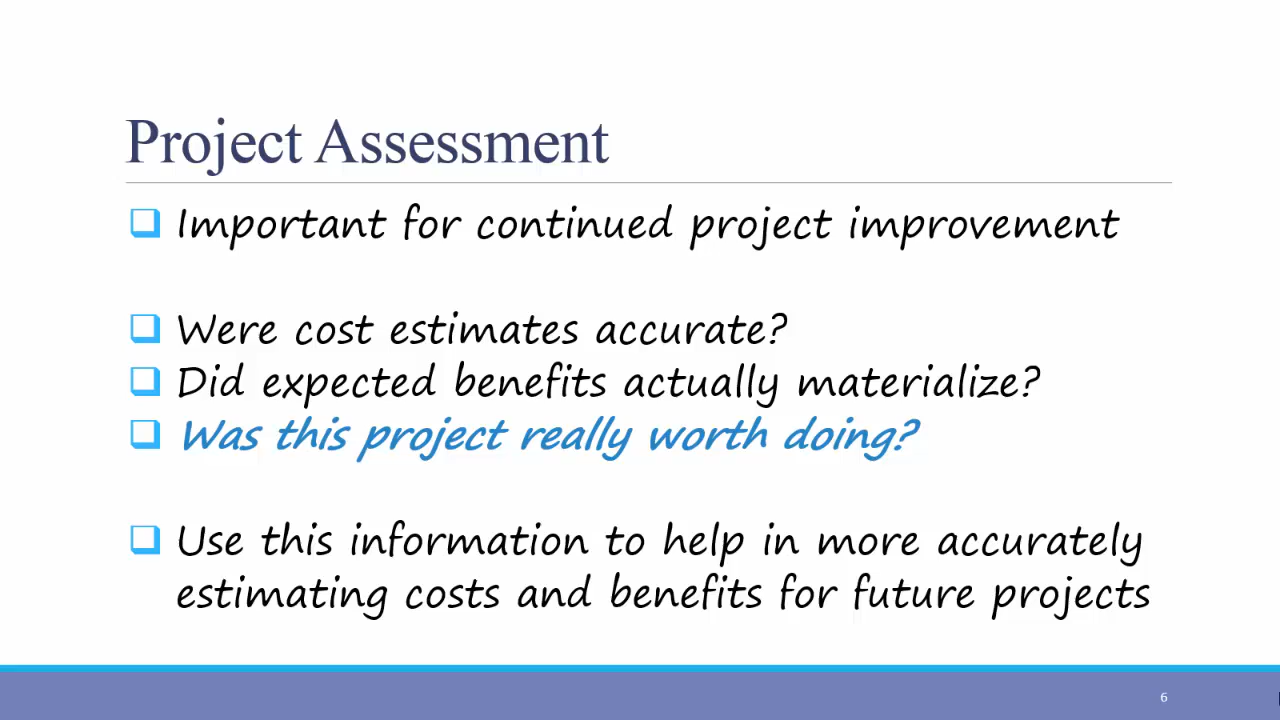 Project Assessment
Important for continued project improvement
Were cost estimates accurate?
Did expected benefits actually materialize?
Was this project really worth doing?
Use this information to help in more accurately
estimating costs and benefits for future projects
6